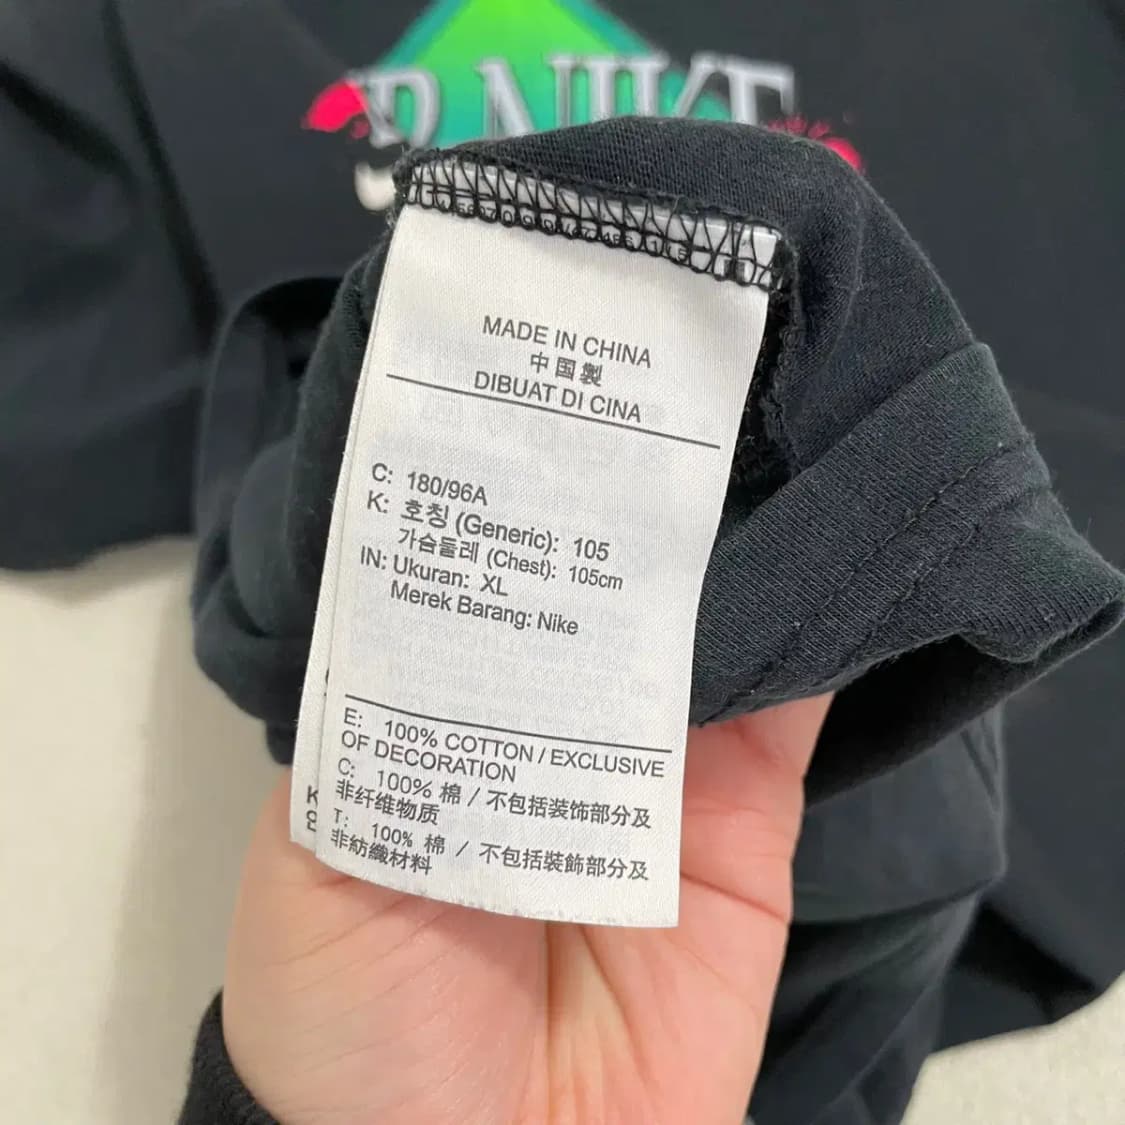 R NIKE
MADE IN CHINA
中国製
DIBUAT DI CINA
C: 180/96A
K: 호칭 (Generic): 105
가슴둘레 (Chest): 105cm
IN: Ukuran: XL
Merek Barang: Nike
E: 100% COTTON / EXCLUSIVE
OF DECORATION
C: 100% 棉 / 不包括装饰部分及
非纤维物质
T: 100% 棉 / 不包括裝飾部分及
非紡織材料